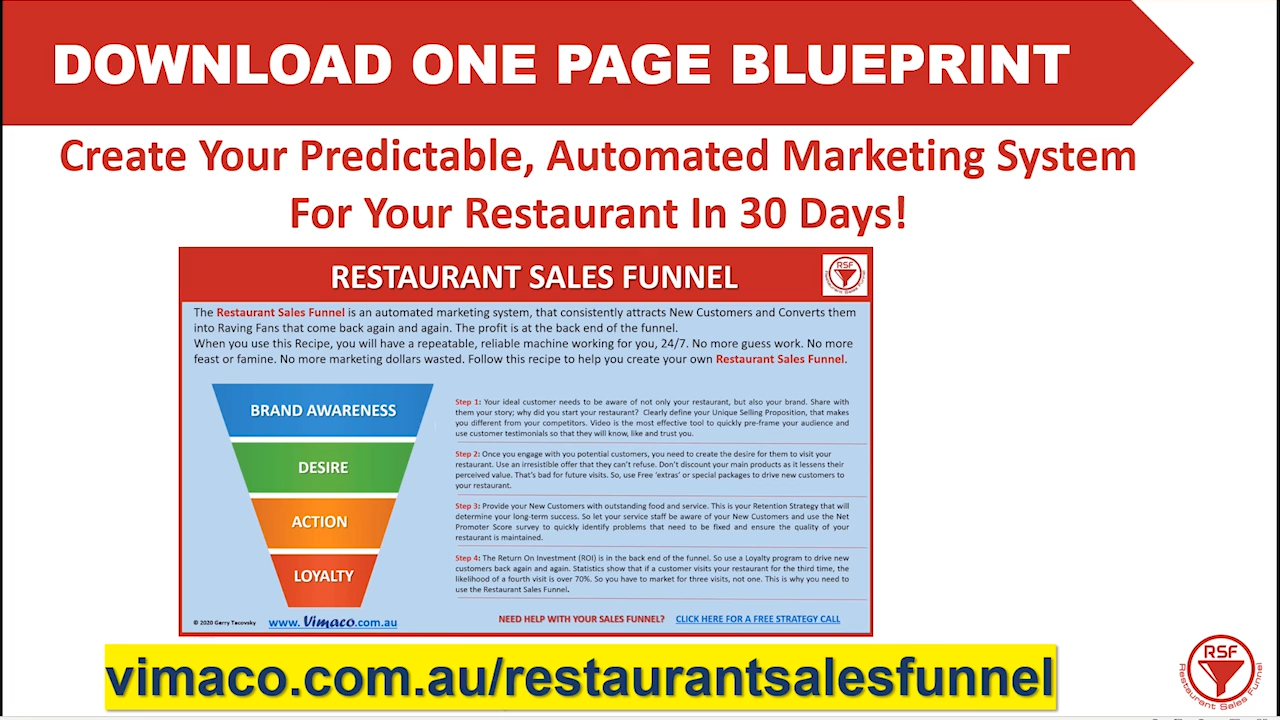 DOWNLOAD ONE PAGE BLUEPRINT
Create Your Predictable, Automated Marketing System
For Your Restaurant In 30 Days!
RESTAURANT SALES FUNNEL
RSF
Restaurant Sales Funnel
The Restaurant Sales Funnel is an automated marketing system, that consistently attracts New Customers and Converts them
into Raving Fans that come back again and again. The profit is at the back end of the funnel.
When you use this Recipe, you will have a repeatable, reliable machine working for you, 24/7. No more guess work. No more
feast or famine. No more marketing dollars wasted. Follow this recipe to help you create your own Restaurant Sales Funnel.
BRAND AWARENESS
Step 1: Your ideal customer needs to be aware of not only your restaurant, but also your brand. Share with
them your story; why did you start your restaurant? Clearly define your Unique Selling Proposition, that makes
you different from your competitors. Video is the most effective tool to quickly pre-frame your audience and
use customer testimonials so that they will know, like and trust you.
DESIRE
Step 2: Once you engage with you potential customers, you need to create the desire for them to visit your
restaurant. Use an irresistible offer that they can't refuse. Don't discount your main products as it lessens their
perceived value. That's bad for future visits. So, use Free 'extras' or special packages to drive new customers to
your restaurant.
ACTION
Step 3: Provide your New Customers with outstanding food and service. This is your Retention Strategy that will
determine your long-term success. So let your service staff be aware of your New Customers and use the Net
Promoter Score survey to quickly identify problems that need to be fixed and ensure the quality of your
restaurant is maintained.
LOYALTY
Step 4: The Return On Investment (ROI) is in the back end of the funnel. So use a Loyalty program to drive new
customers back again and again. Statistics show that if a customer visits your restaurant for the third time, the
likelihood of a fourth visit is over 70%. So you have to market for three visits, not one. This is why you need to
use the Restaurant Sales Funnel.
© 2020 Gerry Tacovsky
www.Vimaco.com.au
NEED HELP WITH YOUR SALES FUNNEL? CLICK HERE FOR A FREE STRATEGY CALL
vimaco.com.au/restaurantsalesfunnel
RSF
Restaurant Sales Funnel